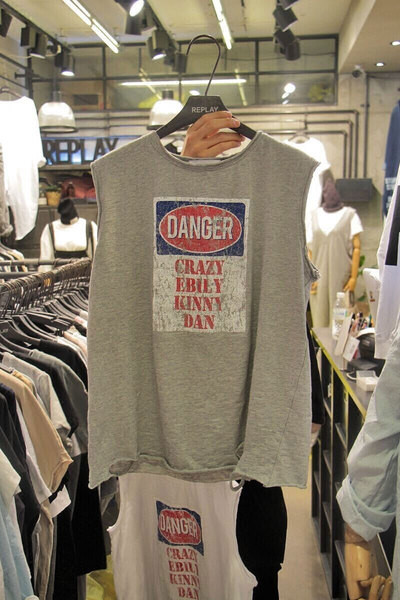 REPLAY
REPLAY
DANGER
CRAZY
EBILY
KINNY
DAN
DANGER
CRAZY
EBILY
KINNY
DAN